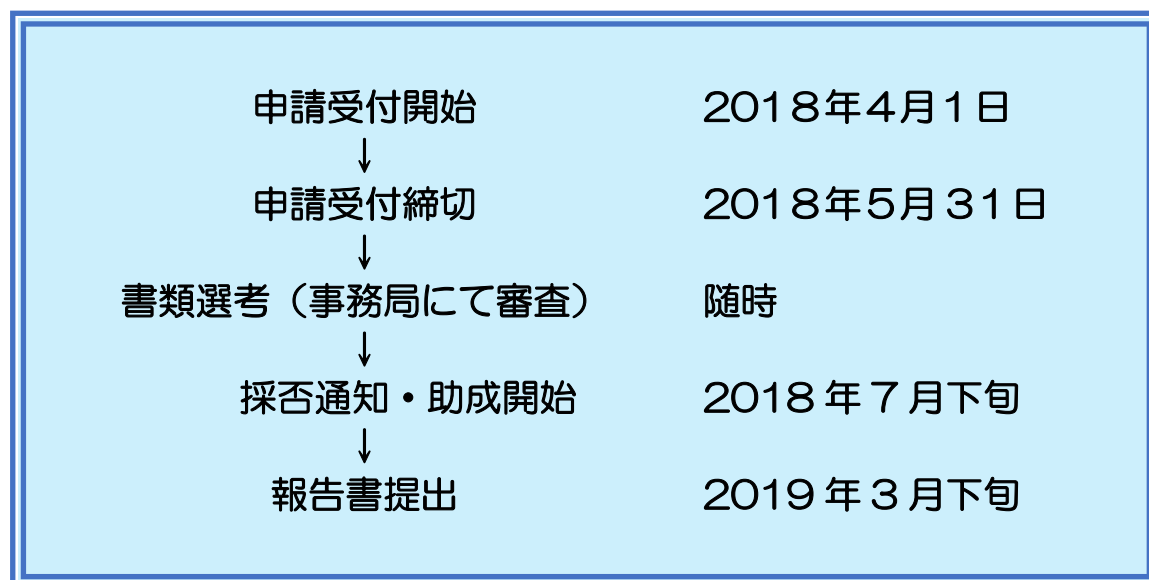 申請受付開始 2018年4月1日
↓
申請受付締切 2018年5月31日
↓
書類選考（事務局にて審査） 随時
↓
採否通知・助成開始 2018年7月下旬
↓
報告書提出 2019年3月下旬